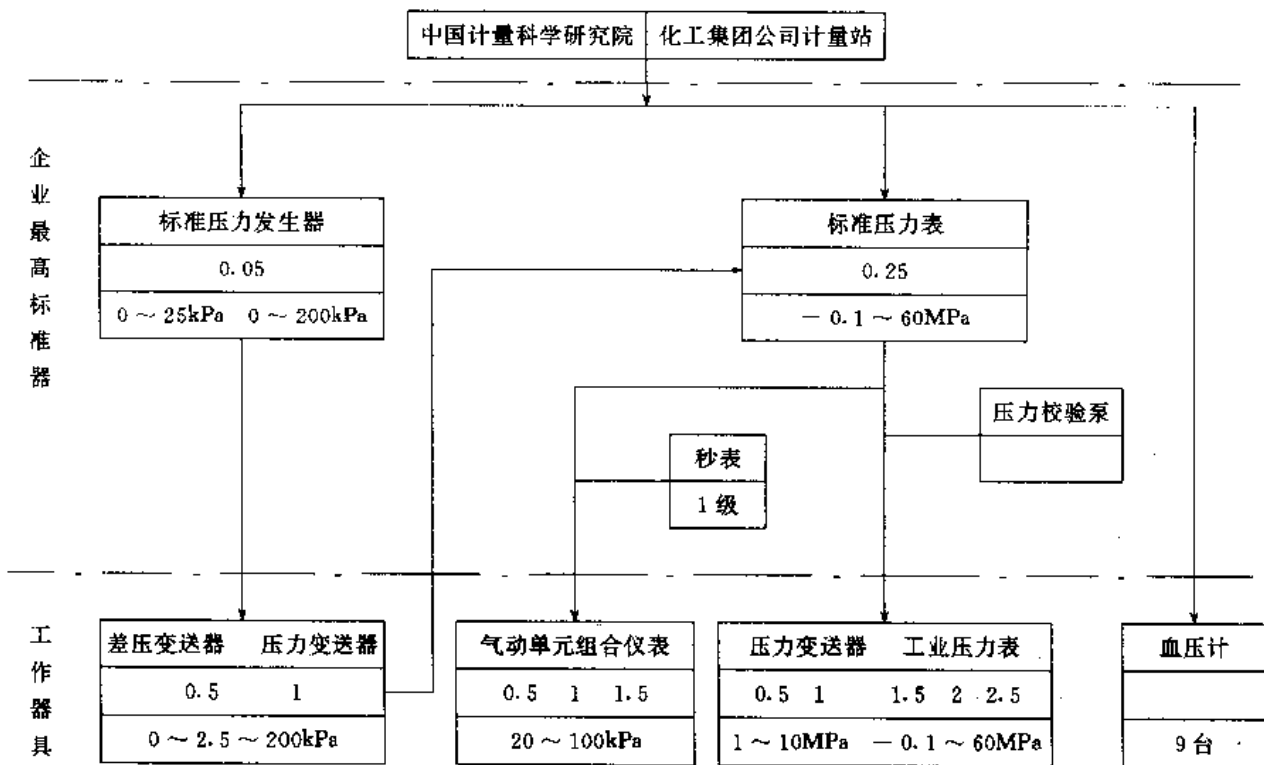 中国计量科学研究院 化工集团公司计量站
企业最高标准器
标准压力发生器
0.05
0～25kPa 0～200kPa
标准压力表
0.25
－0.1～60MPa
压力校验泵
秒表
1级
工作器具
差压变送器 压力变送器
0.5 1
0～2.5～200kPa
气动单元组合仪表
0.5 1 1.5
20～100kPa
压力变送器 工业压力表
0.5 1 1.5 2 2.5
1～10MPa －0.1～60MPa
血压计
9台